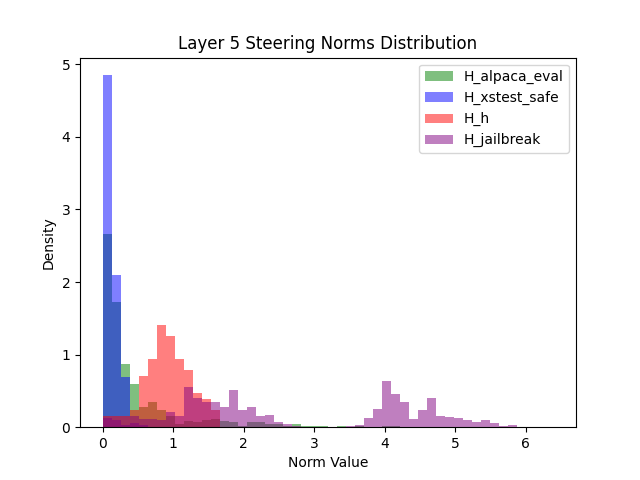 Layer 5 Steering Norms Distribution
H_alpaca_eval
H_xstest_safe
H_h
H_jailbreak
Density
5
4
3
2
1
0
0 1 2 3 4 5 6
Norm Value